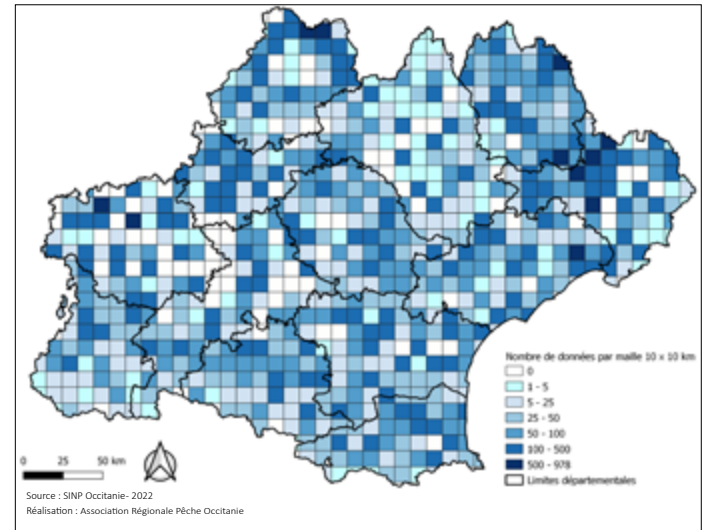 Nombre de données par maille 10 x 10 km
0
1 - 5
5 - 25
25 - 50
50 - 100
100 - 500
500 - 978
Limites départementales
0 25 50 km
Source : SINP Occitanie- 2022
Réalisation : Association Régionale Pêche Occitanie